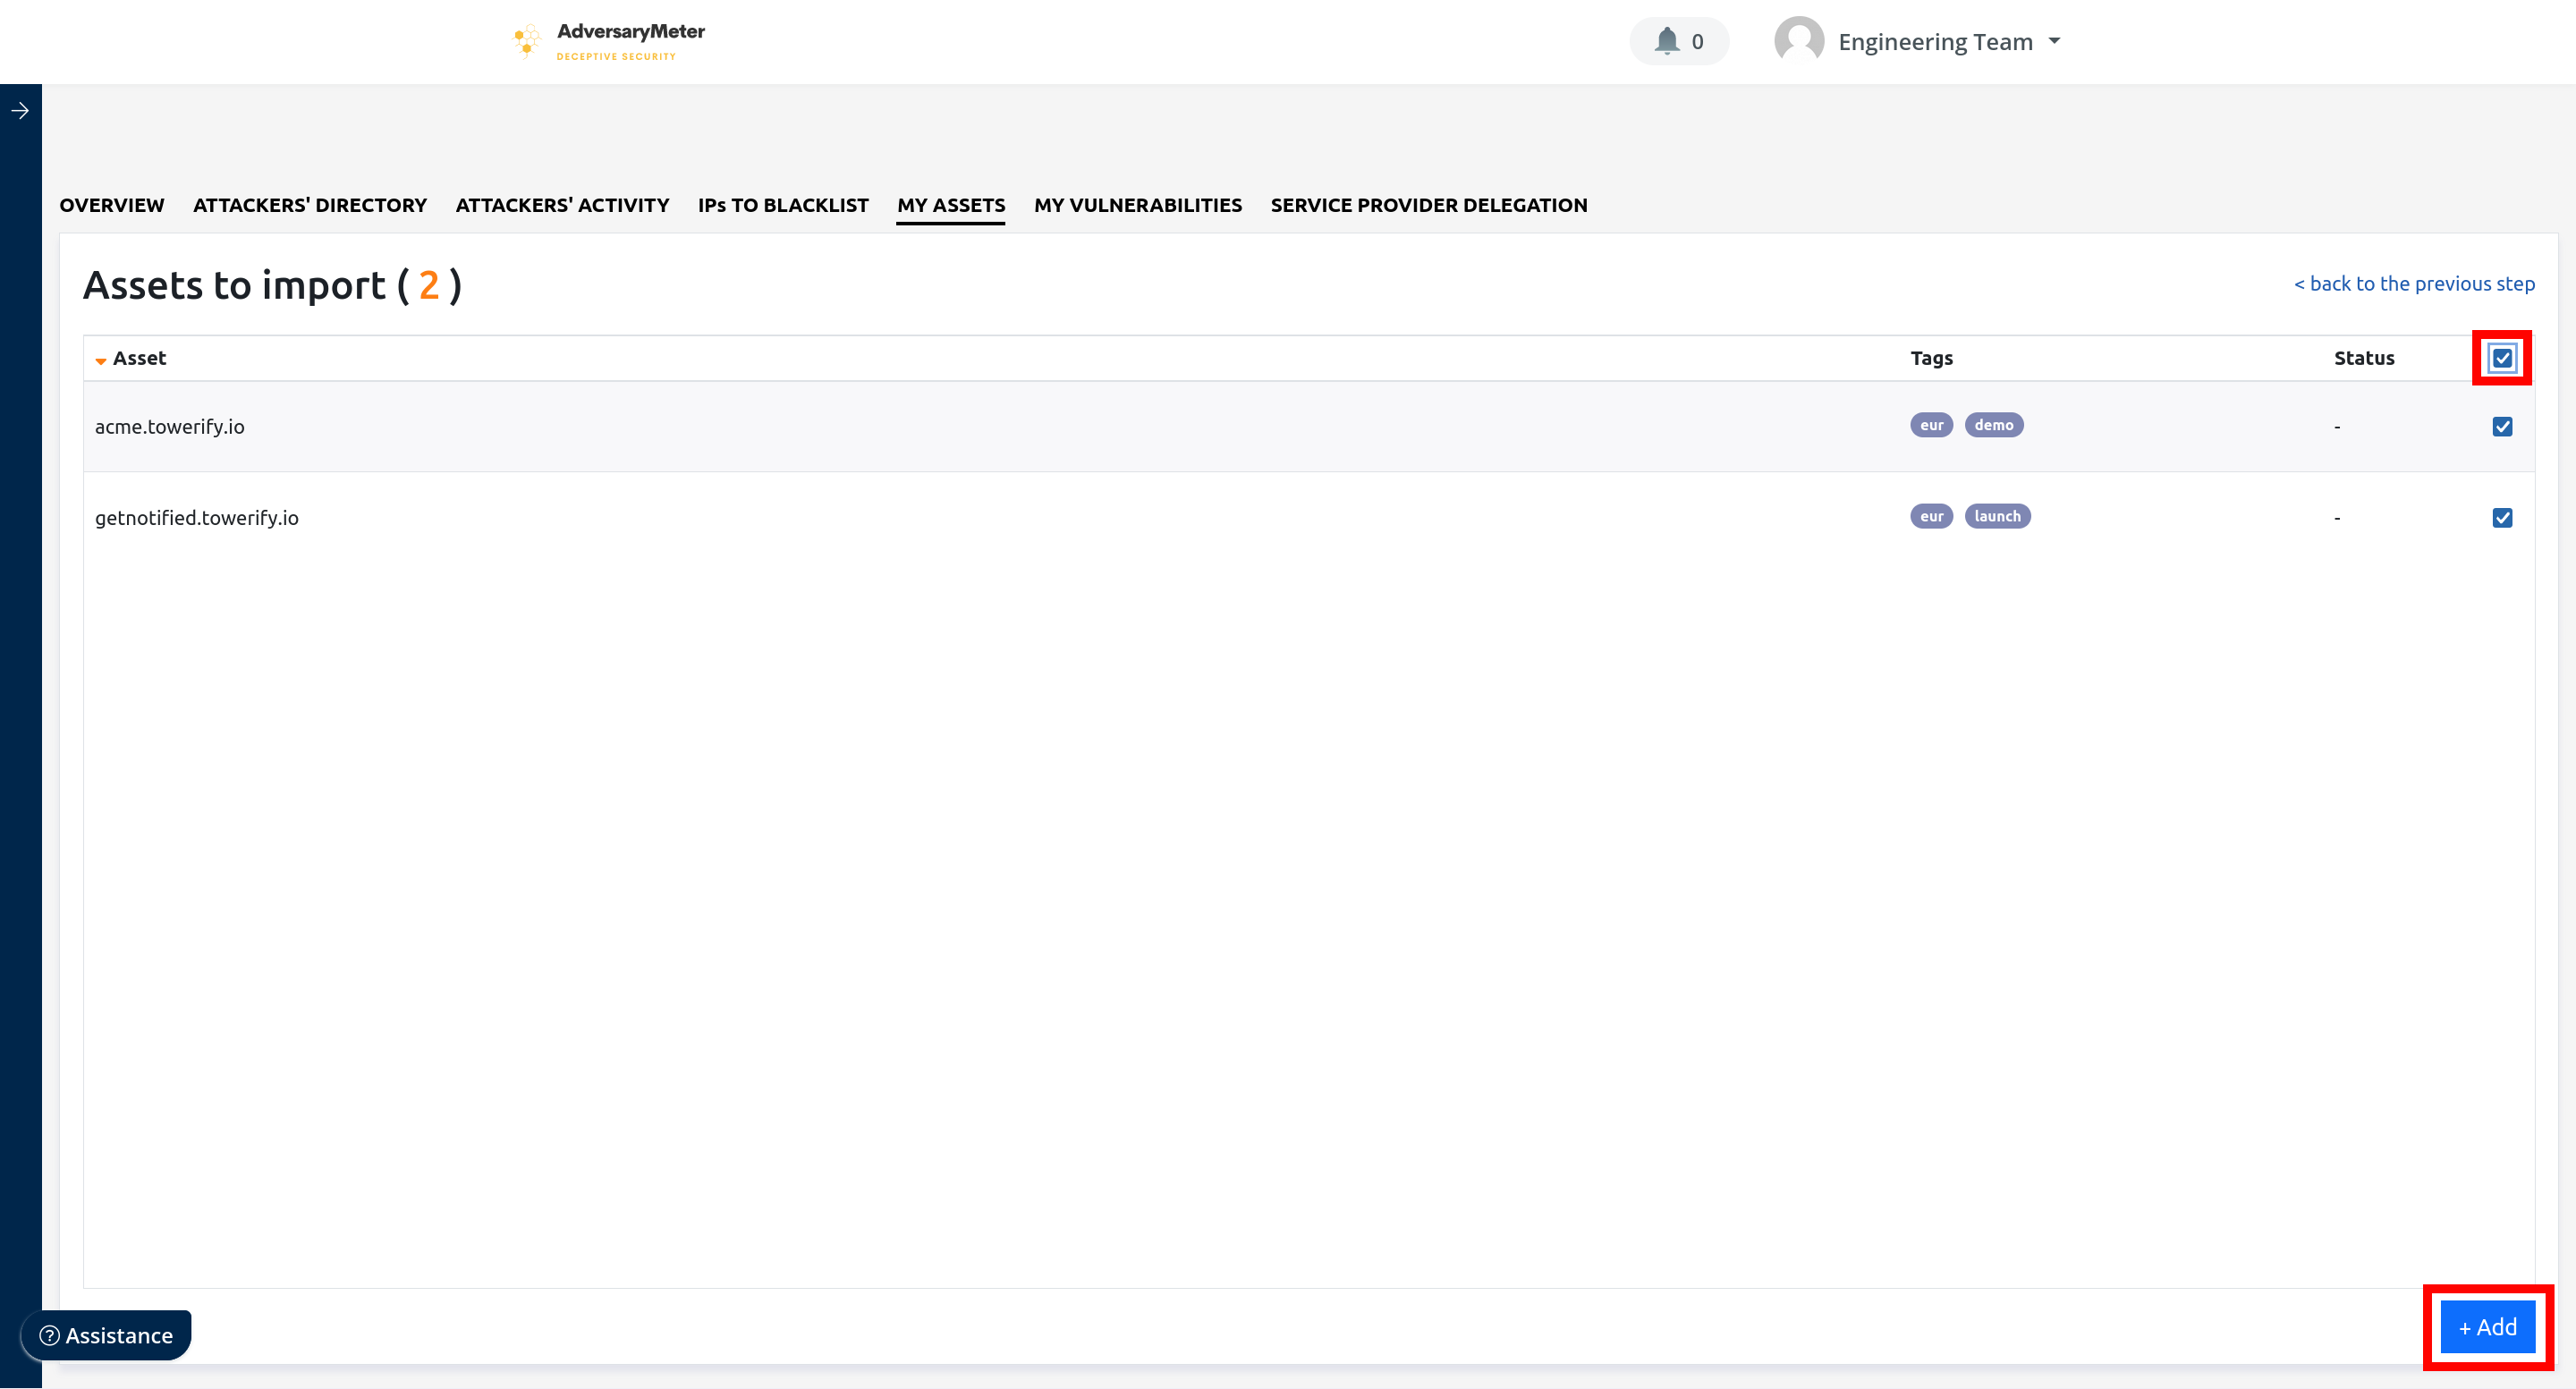 AdversaryMeter
DECEPTIVE SECURITY
0
Engineering Team
OVERVIEW ATTACKERS' DIRECTORY ATTACKERS' ACTIVITY IPs TO BLACKLIST MY ASSETS MY VULNERABILITIES SERVICE PROVIDER DELEGATION
Assets to import ( 2 )
< back to the previous step
Asset Tags Status
acme.towerify.io eur demo -
getnotified.towerify.io eur launch -
? Assistance
+ Add